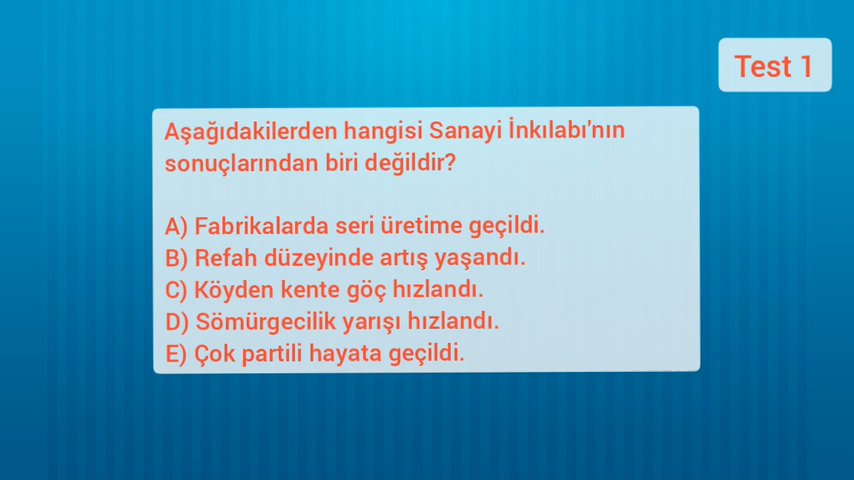 Test 1
Aşağıdakilerden hangisi Sanayi İnkılabı'nın
sonuçlarından biri değildir?
A) Fabrikalarda seri üretime geçildi.
B) Refah düzeyinde artış yaşandı.
C) Köyden kente göç hızlandı.
D) Sömürgecilik yarışı hızlandı.
E) Çok partili hayata geçildi.